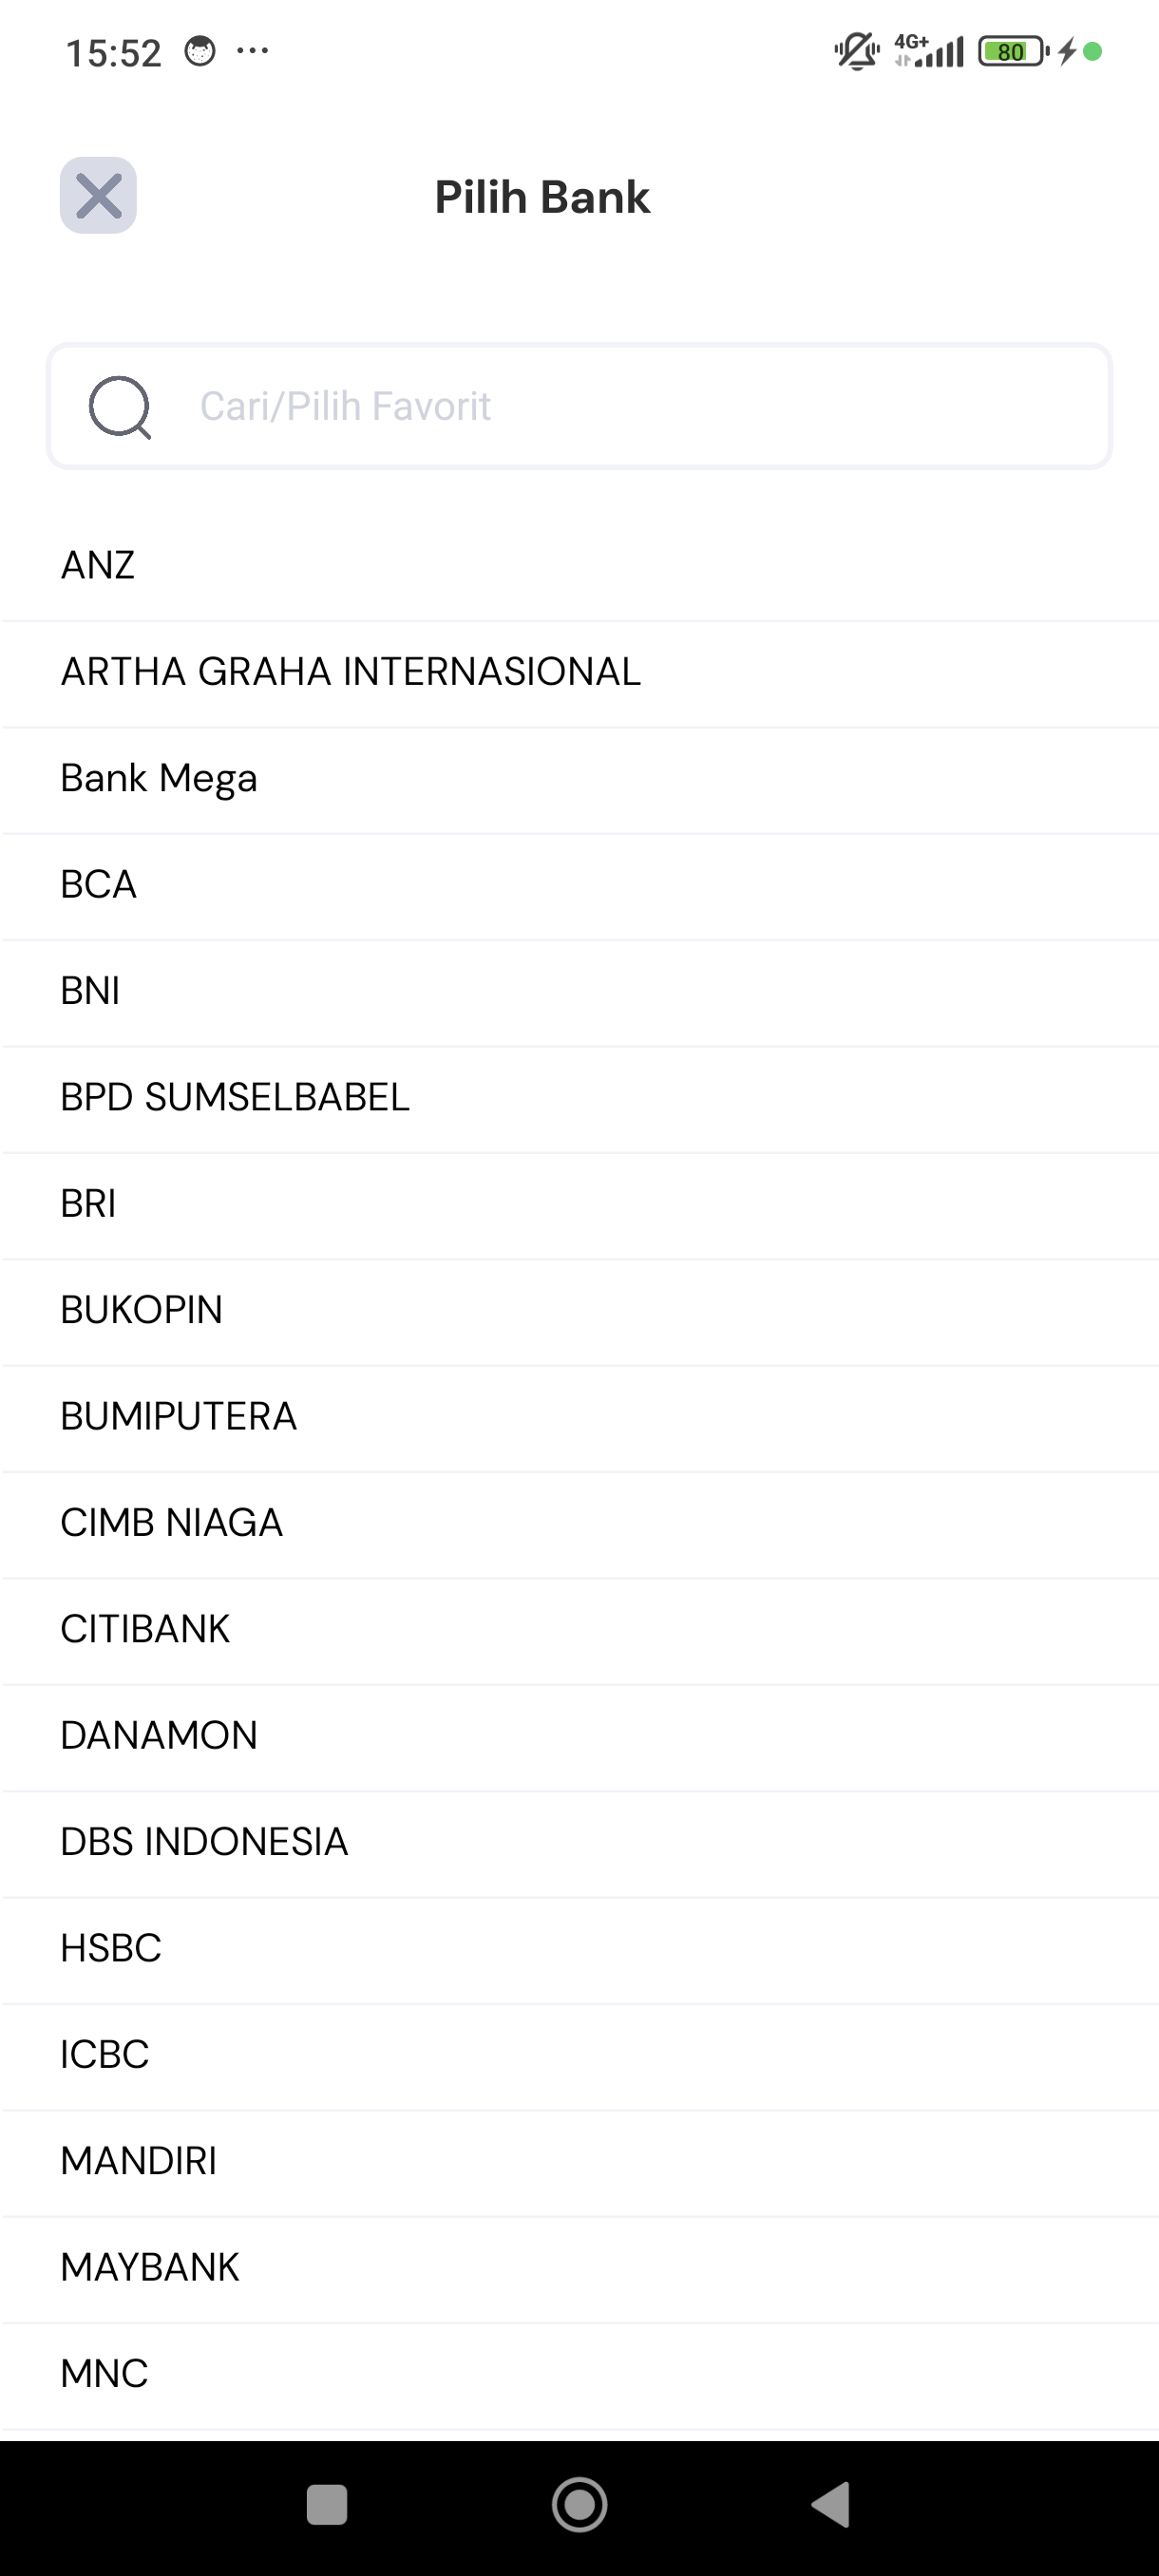 15:52
4G+
80
Pilih Bank
Cari/Pilih Favorit
ANZ
ARTHA GRAHA INTERNASIONAL
Bank Mega
BCA
BNI
BPD SUMSELBABEL
BRI
BUKOPIN
BUMIPUTERA
CIMB NIAGA
CITIBANK
DANAMON
DBS INDONESIA
HSBC
ICBC
MANDIRI
MAYBANK
MNC